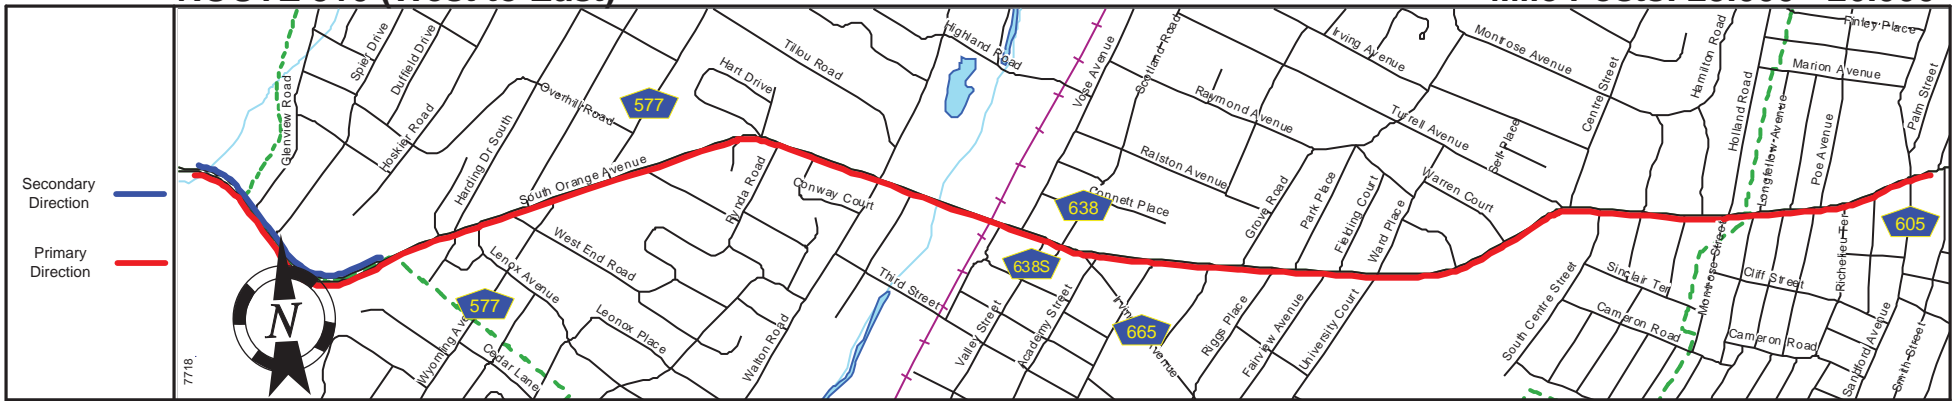 Secondary
Direction
Primary
Direction
7718
Glenview Road
Spier Drive
Duffield Drive
Hoskier Road
Harding Dr South
Overhill Road
577
South Orange Avenue
Hart Drive
Tillou Road
Highland Road
Vose Avenue
Scotland Road
Raymond Avenue
Irving Avenue
Montrose Avenue
Turrell Avenue
Self Place
Centre Street
Hamilton Road
Holland Road
Finley Place
Marion Avenue
Longfellow Avenue
Poe Avenue
Palm Street
Ralston Avenue
Connett Place
638
638S
Conway Court
Rynda Road
West End Road
Lenox Avenue
577
Leonox Place
Wyoming Ave
Cedar Lane
Walton Road
Third Street
Valley Street
Academy Street
665
Grove Road
Park Place
Fielding Court
Ward Place
Warren Court
Riggs Place
Fairview Avenue
University Court
South Centre Street
Sinclair Ter
Cameron Road
Montrose Street
Cliff Street
Cameron Road
Richelieu Ter
Sandford Avenue
Smith Street
605
N